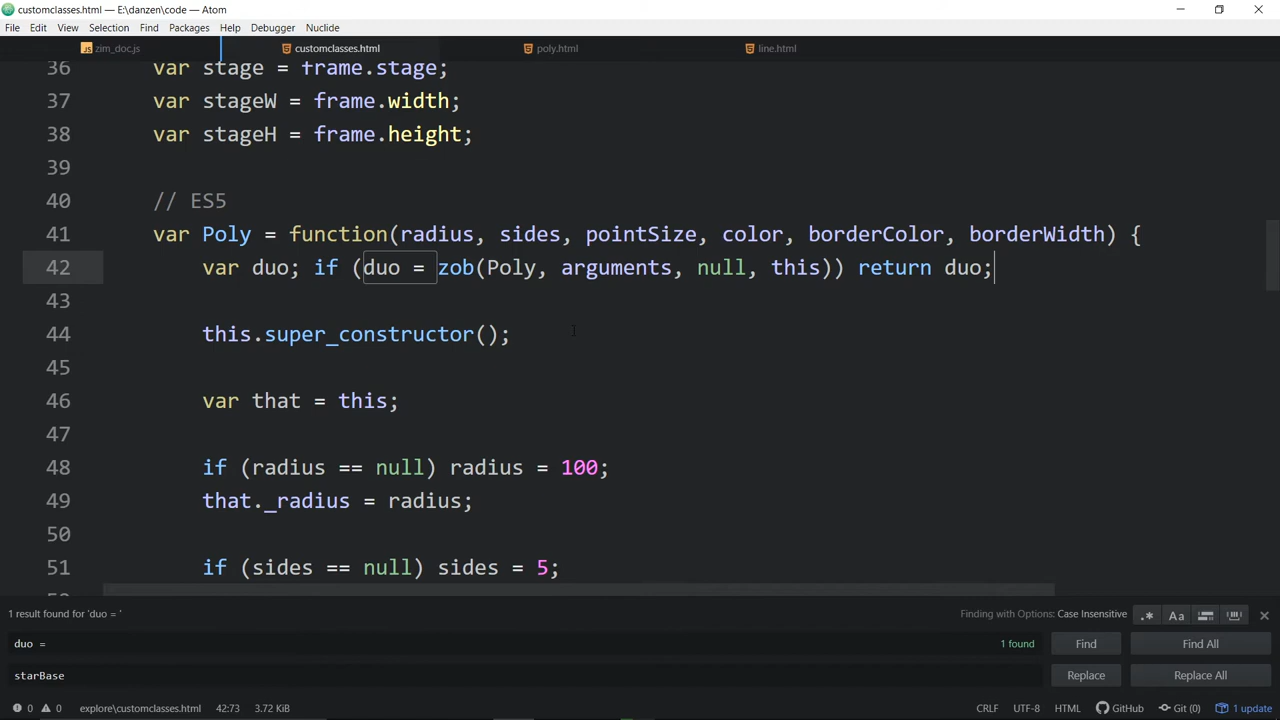 customclasses.html — E:\danzen\code — Atom
File Edit View Selection Find Packages Help Debugger Nuclide
zim_doc.js customclasses.html poly.html line.html
36 var stage = frame.stage;
37 var stageW = frame.width;
38 var stageH = frame.height;
39
40 // ES5
41 var Poly = function(radius, sides, pointSize, color, borderColor, borderWidth) {
42 var duo; if (duo = zob(Poly, arguments, null, this)) return duo;
43
44 this.super_constructor();
45
46 var that = this;
47
48 if (radius == null) radius = 100;
49 that._radius = radius;
50
51 if (sides == null) sides = 5;
1 result found for 'duo = ' Finding with Options: Case Insensitive .* Aa
duo = 1 found Find Find All
starBase Replace Replace All
0 0 explore\customclasses.html 42:73 3.72 KiB CRLF UTF-8 HTML GitHub Git (0) 1 update